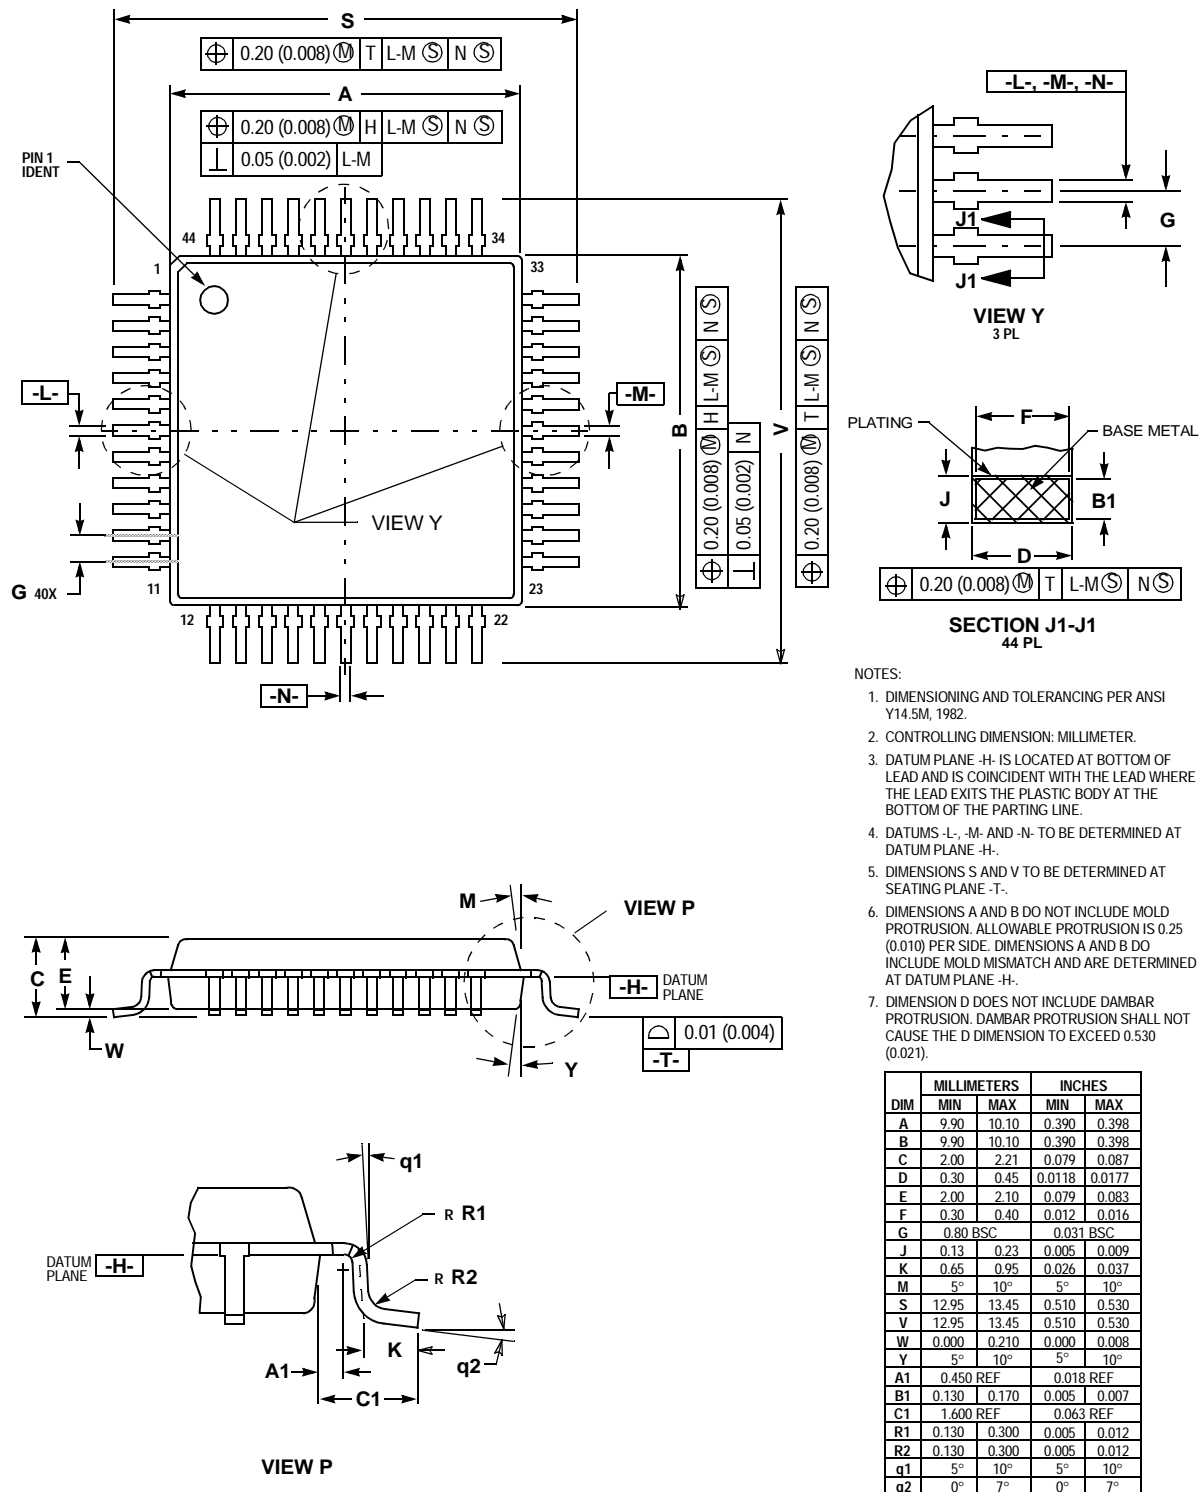 S
0.20 (0.008) Ⓜ T L-M Ⓢ N Ⓢ
A
0.20 (0.008) Ⓜ H L-M Ⓢ N Ⓢ
0.05 (0.002) L-M
PIN 1
IDENT
44
34
1
33
-L-
-M-
B
V
0.20 (0.008) Ⓜ H L-M Ⓢ N Ⓢ
0.05 (0.002) N
0.20 (0.008) Ⓜ T L-M Ⓢ N Ⓢ
VIEW Y
G 40X
11
23
12
22
-N-
-L-, -M-, -N-
J1
G
J1
VIEW Y
3 PL
F
PLATING
BASE METAL
J
B1
D
0.20 (0.008) Ⓜ T L-M Ⓢ N Ⓢ
SECTION J1-J1
44 PL
NOTES:
1. DIMENSIONING AND TOLERANCING PER ANSI
Y14.5M, 1982.
2. CONTROLLING DIMENSION: MILLIMETER.
3. DATUM PLANE -H- IS LOCATED AT BOTTOM OF
LEAD AND IS COINCIDENT WITH THE LEAD WHERE
THE LEAD EXITS THE PLASTIC BODY AT THE
BOTTOM OF THE PARTING LINE.
4. DATUMS -L-, -M- AND -N- TO BE DETERMINED AT
DATUM PLANE -H-.
5. DIMENSIONS S AND V TO BE DETERMINED AT
SEATING PLANE -T-.
6. DIMENSIONS A AND B DO NOT INCLUDE MOLD
PROTRUSION. ALLOWABLE PROTRUSION IS 0.25
(0.010) PER SIDE. DIMENSIONS A AND B DO
INCLUDE MOLD MISMATCH AND ARE DETERMINED
AT DATUM PLANE -H-.
7. DIMENSION D DOES NOT INCLUDE DAMBAR
PROTRUSION. DAMBAR PROTRUSION SHALL NOT
CAUSE THE D DIMENSION TO EXCEED 0.530
(0.021).
M
VIEW P
C E
-H- DATUM
PLANE
W
0.01 (0.004)
-T-
Y
q1
R R1
DATUM
PLANE -H-
R R2
K
A1
q2
C1
VIEW P
MILLIMETERS INCHES
DIM MIN MAX MIN MAX
A 9.90 10.10 0.390 0.398
B 9.90 10.10 0.390 0.398
C 2.00 2.21 0.079 0.087
D 0.30 0.45 0.0118 0.0177
E 2.00 2.10 0.079 0.083
F 0.30 0.40 0.012 0.016
G 0.80 BSC 0.031 BSC
J 0.13 0.23 0.005 0.009
K 0.65 0.95 0.026 0.037
M 5° 10° 5° 10°
S 12.95 13.45 0.510 0.530
V 12.95 13.45 0.510 0.530
W 0.000 0.210 0.000 0.008
Y 5° 10° 5° 10°
A1 0.450 REF 0.018 REF
B1 0.130 0.170 0.005 0.007
C1 1.600 REF 0.063 REF
R1 0.130 0.300 0.005 0.012
R2 0.130 0.300 0.005 0.012
q1 5° 10° 5° 10°
q2 0° 7° 0° 7°